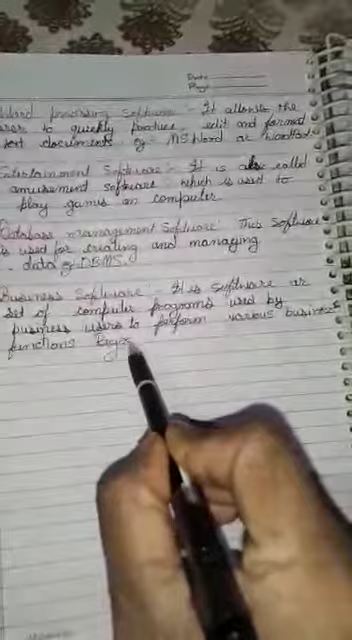 Date
Page
Word processing Software - It allows the
user to quickly produce, edit and format
text documents. eg - MS Word or
Entertainment Software - It is also called
amusement software which is used to
play games on computer
Database management Software - This Software
is used for creating and managing
data eg DBMS.
Business Software - It is Software or
set of computer programs used by
business users to perform various business
functions